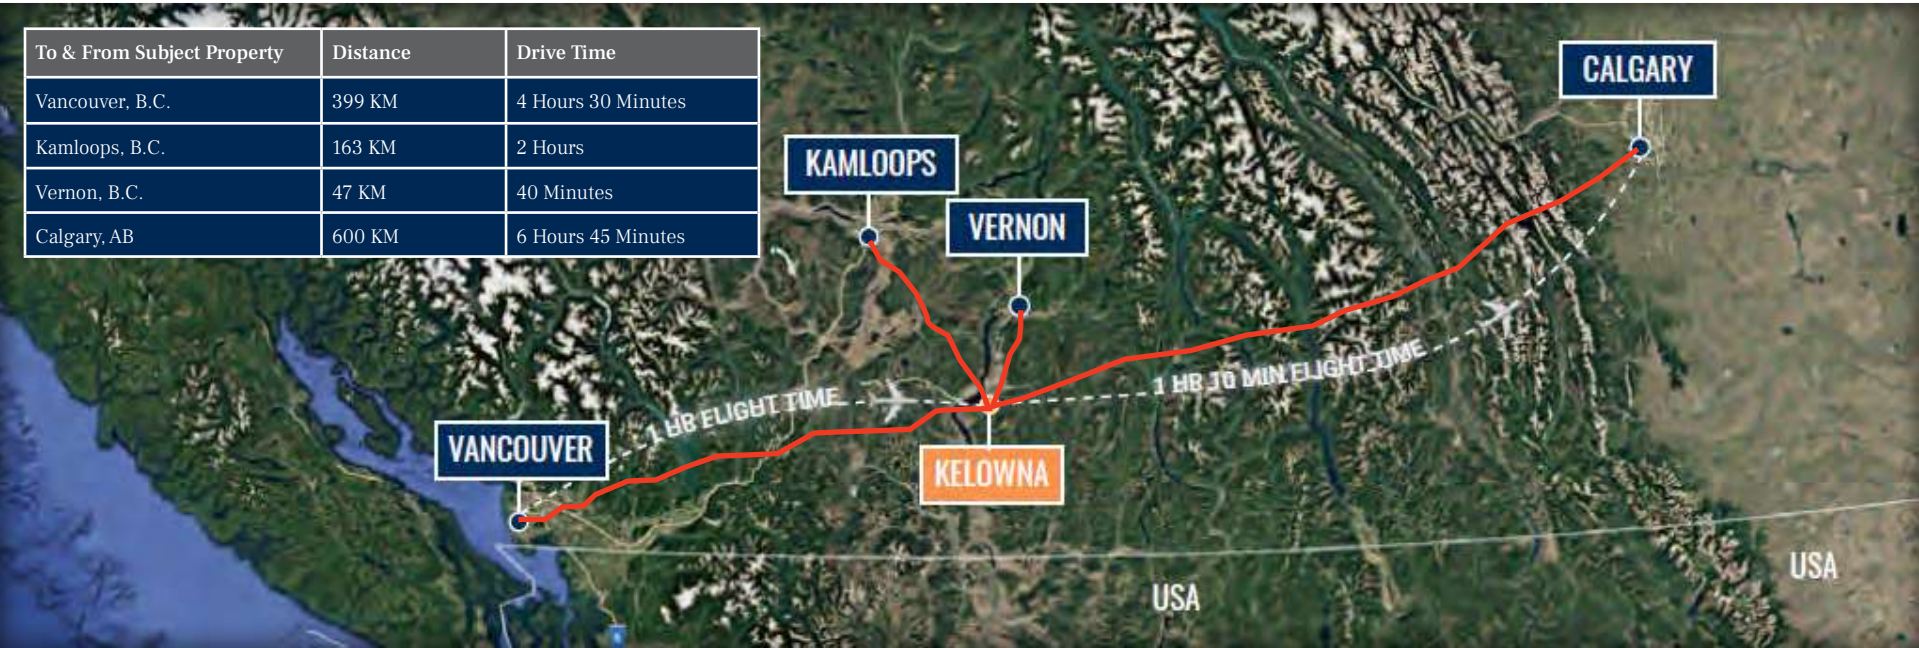 To & From Subject Property Distance Drive Time
Vancouver, B.C. 399 KM 4 Hours 30 Minutes
Kamloops, B.C. 163 KM 2 Hours
Vernon, B.C. 47 KM 40 Minutes
Calgary, AB 600 KM 6 Hours 45 Minutes
CALGARY
KAMLOOPS
VERNON
1 HR 10 MIN FLIGHT TIME
1 HR FLIGHT TIME
VANCOUVER
KELOWNA
USA
USA